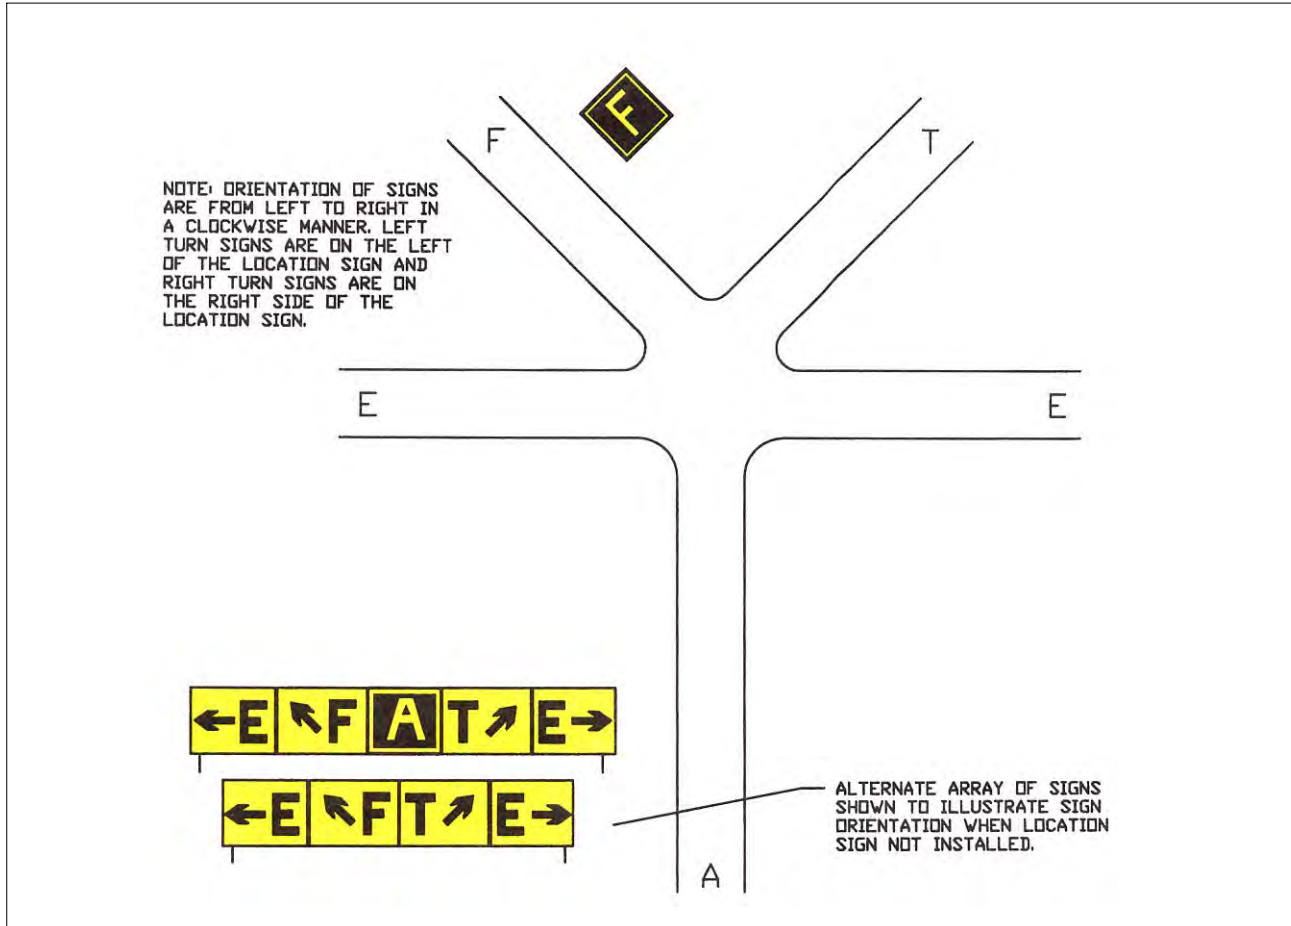 F
F
T
NOTE: ORIENTATION OF SIGNS
ARE FROM LEFT TO RIGHT IN
A CLOCKWISE MANNER. LEFT
TURN SIGNS ARE ON THE LEFT
OF THE LOCATION SIGN AND
RIGHT TURN SIGNS ARE ON
THE RIGHT SIDE OF THE
LOCATION SIGN.
E
E
←E ↖F A T↗ E→
←E ↖F T↗ E→
ALTERNATE ARRAY OF SIGNS
SHOWN TO ILLUSTRATE SIGN
ORIENTATION WHEN LOCATION
SIGN NOT INSTALLED.
A